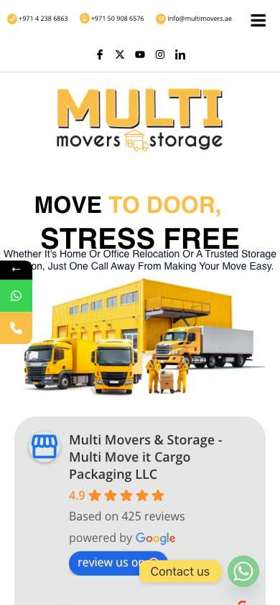 +971 4 238 6863 +971 50 908 6576 info@multimovers.ae
MULTI
movers storage
MOVE TO DOOR,
STRESS FREE
Whether It's Home Or Office Relocation Or A Trusted Storage
on, Just One Call Away From Making Your Move Easy.
Multi Movers & Storage -
Multi Move it Cargo
Packaging LLC
4.9
Based on 425 reviews
powered by Google
review us on
Contact us